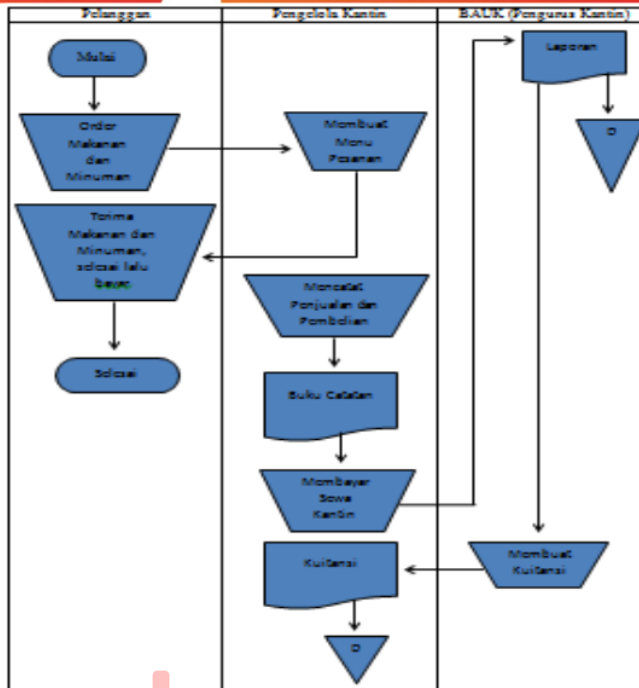 Pelanggan
Pengelola Kantin
BAUK (Pengurus Kantin)
Mulai
Order
Makanan
dan
Minuman
Membuat
Menu
Pesanan
Laporan
D
Terima
Makanan dan
Minuman,
selesai lalu
bayar
Mencatat
Penjualan dan
Pembelian
Selesai
Buku Catatan
Membayar
Sewa
Kantin
Kuitansi
Membuat
Kuitansi
D